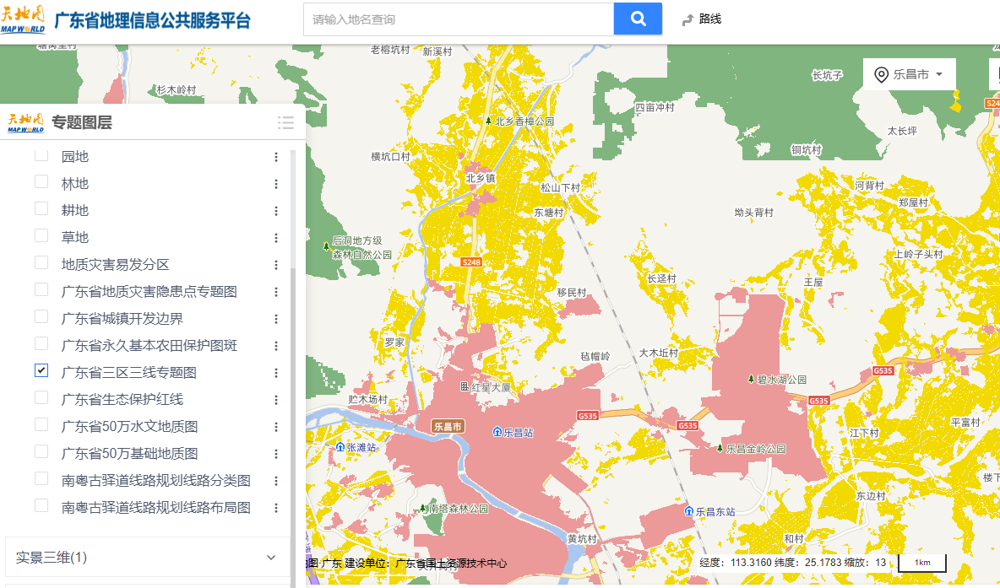 天地图
MAP WORLD
广东省地理信息公共服务平台
请输入地名查询
路线
乐昌市
天地图
MAP WORLD
专题图层
园地
林地
耕地
草地
地质灾害易发分区
广东省地质灾害隐患点专题图
广东省城镇开发边界
广东省永久基本农田保护图斑
广东省三区三线专题图
广东省生态保护红线
广东省50万水文地质图
广东省50万基础地质图
南粤古驿道线路规划线路分类图
南粤古驿道线路规划线路布局图
实景三维(1)
老榕坑村
新溪村
杉木岭村
长坑子
S24
四亩冲村
北乡香樟公园
太长坪
铜坑村
横坑口村
北乡镇
松山下村
河背村
郑屋村
东塘村
坳头背村
后洞地方级
森林自然公园
上岭子头村
S248
长迳村
王屋
移民村
罗家
毡帽岭
大木坵村
G535
碧水湖公园
红星大厦
贮木场村
G535
G535
G535
平富村
乐昌市
乐昌站
江下村
张滩站
乐昌金岭公园
楼下
东边村
南塔森林公园
乐昌东站
黄坑村
和村
图·广东 建设单位：广东省国土资源技术中心
经度：113.3160 纬度：25.1783 缩放：13
1km